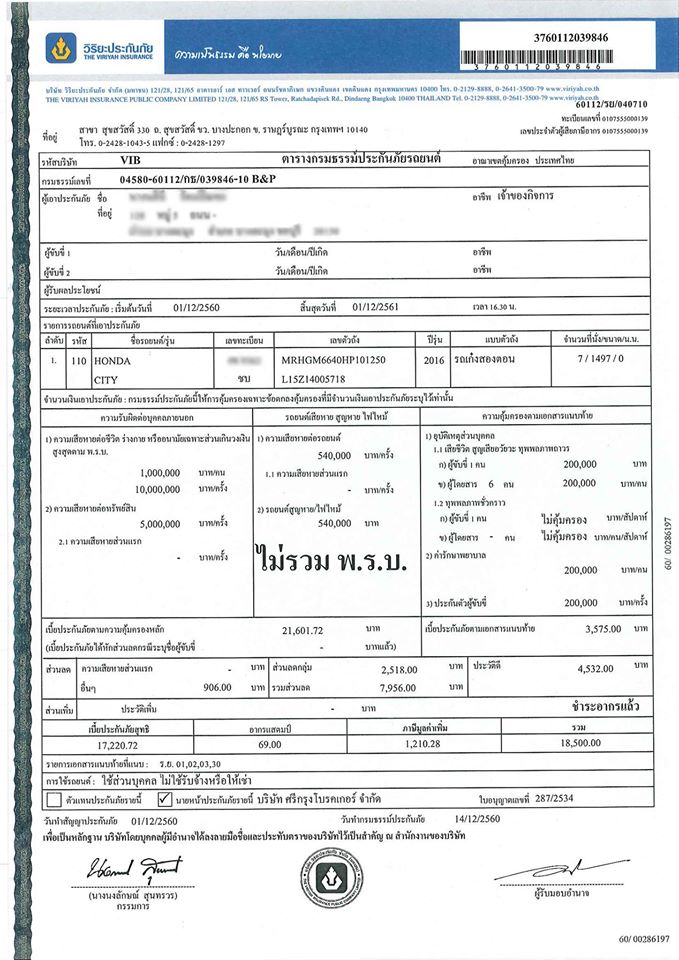 วิริยะประกันภัย
THE VIRIYAH INSURANCE
ความเป็นธรรม คือ นโยบาย
3760112039846
3760112039846
บริษัท วิริยะประกันภัย จำกัด (มหาชน) 121/28, 121/65 อาคารอาร์ เอส ทาวเวอร์ ถนนรัชดาภิเษก แขวงดินแดง เขตดินแดง กรุงเทพมหานคร 10400 โทร. 0-2129-8888, 0-2641-3500-79 www.viriyah.co.th
THE VIRIYAH INSURANCE PUBLIC COMPANY LIMITED 121/28, 121/65 RS Tower, Ratchadapisek Rd., Dindaeng Bangkok 10400 THAILAND Tel. 0-2129-8888, 0-2641-3500-79 www.viriyah.co.th
60112/รย/040710
ทะเบียนเลขที่ 0107555000139
เลขประจำตัวผู้เสียภาษีอากร 0107555000139
ที่อยู่ สาขา สุขสวัสดิ์ 330 ถ. สุขสวัสดิ์ ขว. บางปะกอก ข. ราษฎร์บูรณะ กรุงเทพฯ 10140
โทร. 0-2428-1043-5 แฟกซ์ : 0-2428-1297
รหัสบริษัท VIB ตารางกรมธรรม์ประกันภัยรถยนต์ อาณาเขตคุ้มครอง ประเทศไทย
กรมธรรม์เลขที่ 04580-60112/กธ/039846-10 B&P
ผู้เอาประกันภัย ชื่อ อาชีพ เจ้าของกิจการ
ที่อยู่
ผู้ขับขี่ 1 วัน/เดือน/ปีเกิด อาชีพ
ผู้ขับขี่ 2 วัน/เดือน/ปีเกิด อาชีพ
ผู้รับผลประโยชน์
ระยะเวลาประกันภัย : เริ่มต้นวันที่ 01/12/2560 สิ้นสุดวันที่ 01/12/2561 เวลา 16.30 น.
รายการรถยนต์ที่เอาประกันภัย
ลำดับ รหัส ชื่อรถยนต์/รุ่น เลขทะเบียน เลขตัวถัง ปีรุ่น แบบตัวถัง จำนวนที่นั่ง/ขนาด/น.น.
1. 110 HONDA MRHGM6640HP101250 2016 รถเก๋งสองตอน 7 / 1497 / 0
CITY ชบ L15Z14005718
จำนวนเงินเอาประกันภัย : กรมธรรม์ประกันภัยนี้ให้การคุ้มครองเฉพาะข้อตกลงคุ้มครองที่มีจำนวนเงินเอาประกันภัยระบุไว้เท่านั้น
ความรับผิดต่อบุคคลภายนอก รถยนต์เสียหาย สูญหาย ไฟไหม้ ความคุ้มครองตามเอกสารแนบท้าย
1) ความเสียหายต่อชีวิต ร่างกาย หรืออนามัยเฉพาะส่วนเกินวงเงิน
สูงสุดตาม พ.ร.บ.
1,000,000 บาท/คน
10,000,000 บาท/ครั้ง
2) ความเสียหายต่อทรัพย์สิน
5,000,000 บาท/ครั้ง
2.1 ความเสียหายส่วนแรก
- บาท/ครั้ง
1) ความเสียหายต่อรถยนต์
540,000 บาท/ครั้ง
1.1 ความเสียหายส่วนแรก
- บาท/ครั้ง
2) รถยนต์สูญหาย/ไฟไหม้
540,000 บาท
ไม่รวม พ.ร.บ.
1) อุบัติเหตุส่วนบุคคล
1.1 เสียชีวิต สูญเสียอวัยวะ ทุพพลภาพถาวร
ก) ผู้ขับขี่ 1 คน 200,000 บาท
ข) ผู้โดยสาร 6 คน 200,000 บาท/คน
1.2 ทุพพลภาพชั่วคราว
ก) ผู้ขับขี่ 1 คน ไม่คุ้มครอง บาท/สัปดาห์
ข) ผู้โดยสาร - คน ไม่คุ้มครอง บาท/คน/สัปดาห์
2) ค่ารักษาพยาบาล
200,000 บาท/คน
3) ประกันตัวผู้ขับขี่ 200,000 บาท/ครั้ง
เบี้ยประกันภัยตามความคุ้มครองหลัก 21,601.72 บาท เบี้ยประกันภัยตามเอกสารแนบท้าย 3,575.00 บาท
(เบี้ยประกันภัยได้หักส่วนลดกรณีระบุชื่อผู้ขับขี่ - บาทแล้ว)
ส่วนลด ความเสียหายส่วนแรก - บาท ส่วนลดกลุ่ม 2,518.00 บาท ประวัติดี 4,532.00 บาท
อื่นๆ 906.00 บาท รวมส่วนลด 7,956.00 บาท
ส่วนเพิ่ม ประวัติเพิ่ม - บาท ชำระอากรแล้ว
เบี้ยประกันภัยสุทธิ อากรแสตมป์ ภาษีมูลค่าเพิ่ม รวม
17,220.72 69.00 1,210.28 18,500.00
รายการเอกสารแนบท้ายที่แนบ : ร.ย. 01,02,03,30
การใช้รถยนต์ : ใช้ส่วนบุคคล ไม่ใช้รับจ้างหรือให้เช่า
ตัวแทนประกันภัยรายนี้ ✓ นายหน้าประกันภัยรายนี้ บริษัท ศรีกรุงโบรคเกอร์ จำกัด ใบอนุญาตเลขที่ 287/2534
วันทำสัญญาประกันภัย 01/12/2560 วันทำกรมธรรม์ประกันภัย 14/12/2560
เพื่อเป็นหลักฐาน บริษัทโดยบุคคลผู้มีอำนาจได้ลงลายมือชื่อและประทับตราของบริษัทไว้เป็นสำคัญ ณ สำนักงานของบริษัท
(นางนงลักษณ์ สุนทรวร)
กรรมการ
ผู้รับมอบอำนาจ
60/ 00286197
60/ 00286197